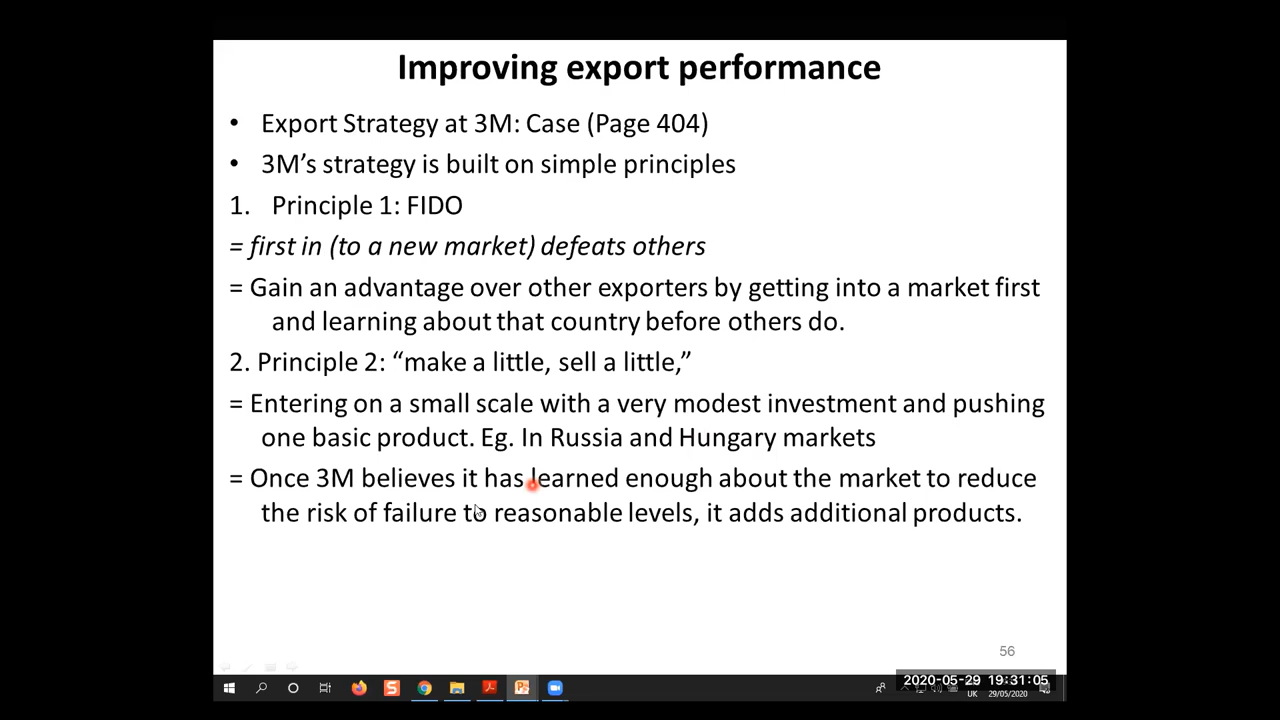 Improving export performance
• Export Strategy at 3M: Case (Page 404)
• 3M’s strategy is built on simple principles
1. Principle 1: FIDO
= first in (to a new market) defeats others
= Gain an advantage over other exporters by getting into a market first
and learning about that country before others do.
2. Principle 2: “make a little, sell a little,”
= Entering on a small scale with a very modest investment and pushing
one basic product. Eg. In Russia and Hungary markets
= Once 3M believes it has learned enough about the market to reduce
the risk of failure to reasonable levels, it adds additional products.
56
2020-05-29 19:31:05
UK 29/05/2020